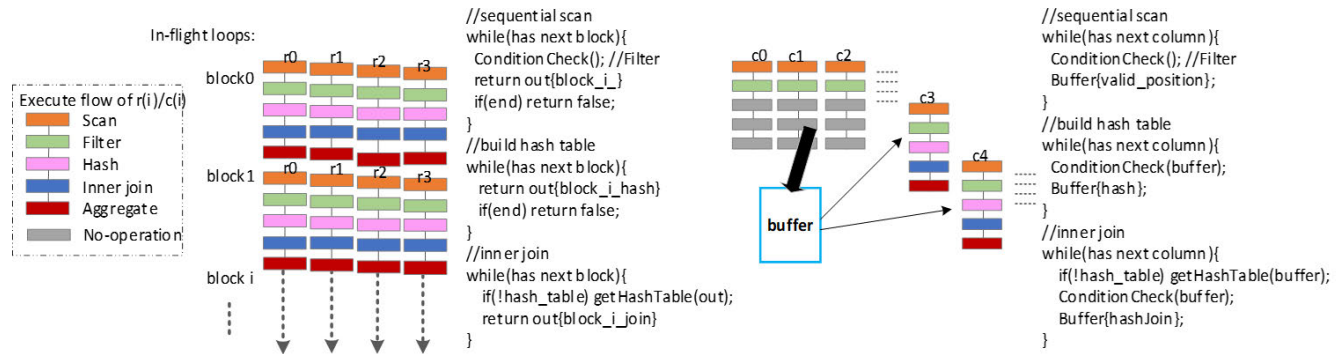 In-flight loops:
Execute flow of r(i)/c(i)
Scan
Filter
Hash
Inner join
Aggregate
No-operation
block0
r0 r1 r2 r3
block1
r0 r1 r2 r3
block i
//sequential scan
while(has next block){
ConditionCheck(); //Filter
return out{block_i_}
if(end) return false;
}
//build hash table
while(has next block){
return out{block_i_hash}
if(end) return false;
}
//inner join
while(has next block){
if(!hash_table) getHashTable(out);
return out{block_i_join}
}
c0 c1 c2
c3
c4
buffer
//sequential scan
while(has next column){
ConditionCheck(); //Filter
Buffer{valid_position};
}
//build hash table
while(has next column){
ConditionCheck(buffer);
Buffer{hash};
}
//inner join
while(has next column){
if(!hash_table) getHashTable(buffer);
ConditionCheck(buffer);
Buffer{hashJoin};
}